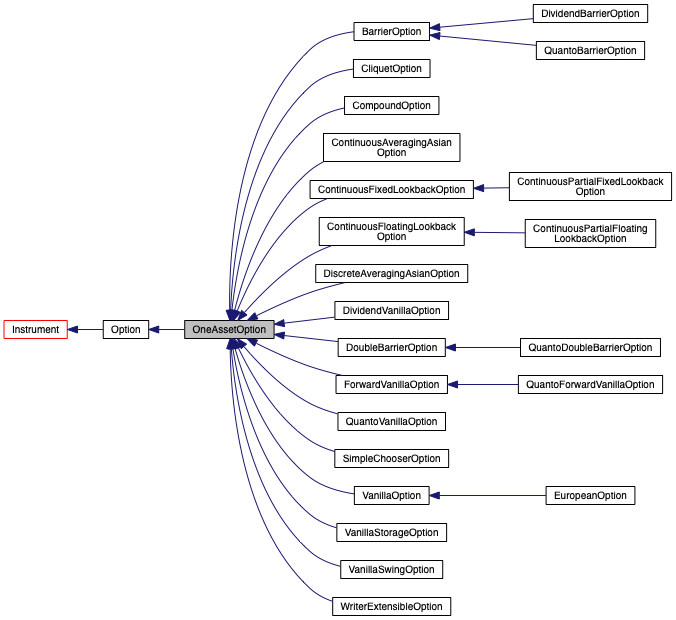 DividendBarrierOption
BarrierOption
QuantoBarrierOption
CliquetOption
CompoundOption
ContinuousAveragingAsian
Option
ContinuousFixedLookbackOption
ContinuousPartialFixedLookback
Option
ContinuousFloatingLookback
Option
ContinuousPartialFloating
LookbackOption
DiscreteAveragingAsianOption
DividendVanillaOption
Instrument
Option
OneAssetOption
DoubleBarrierOption
QuantoDoubleBarrierOption
ForwardVanillaOption
QuantoForwardVanillaOption
QuantoVanillaOption
SimpleChooserOption
VanillaOption
EuropeanOption
VanillaStorageOption
VanillaSwingOption
WriterExtensibleOption